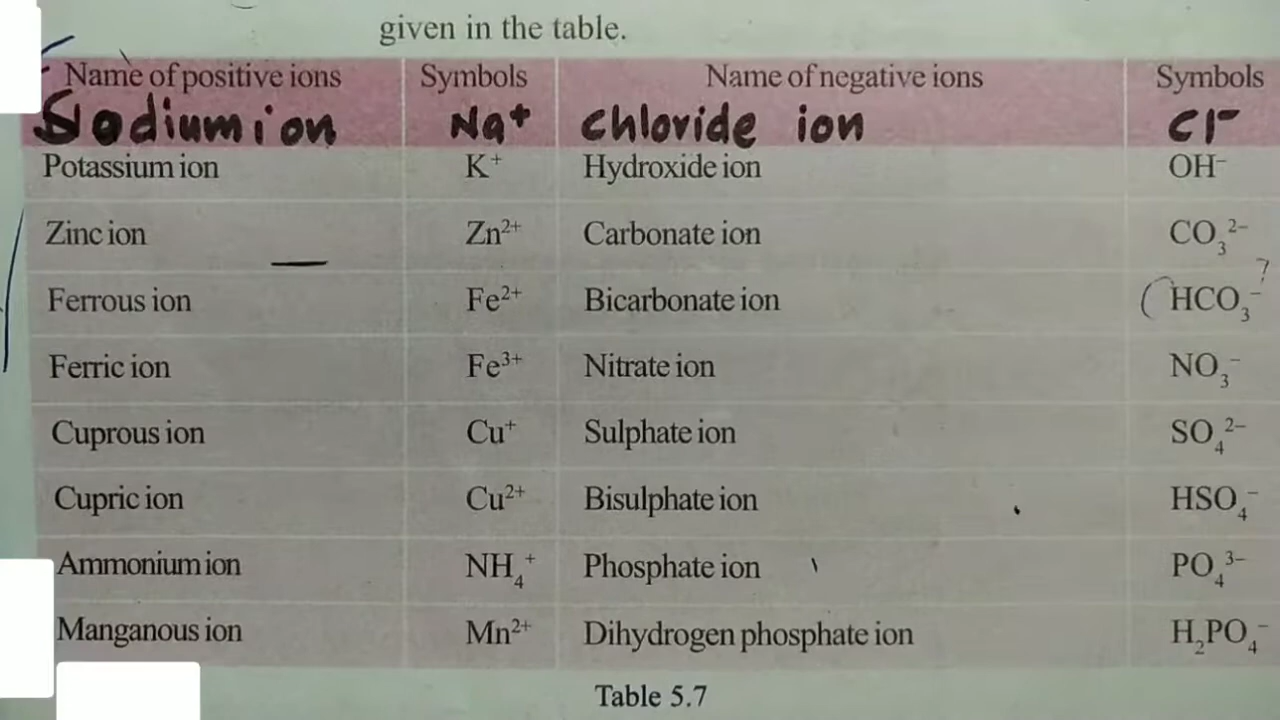 given in the table.
Name of positive ions Symbols Name of negative ions Symbols
Sodium ion Na⁺ chloride ion Cl⁻
Potassium ion K⁺ Hydroxide ion OH⁻
Zinc ion Zn²⁺ Carbonate ion CO₃²⁻
Ferrous ion Fe²⁺ Bicarbonate ion (HCO₃⁻ ?
Ferric ion Fe³⁺ Nitrate ion NO₃⁻
Cuprous ion Cu⁺ Sulphate ion SO₄²⁻
Cupric ion Cu²⁺ Bisulphate ion HSO₄⁻
Ammonium ion NH₄⁺ Phosphate ion PO₄³⁻
Manganous ion Mn²⁺ Dihydrogen phosphate ion H₂PO₄⁻
Table 5.7